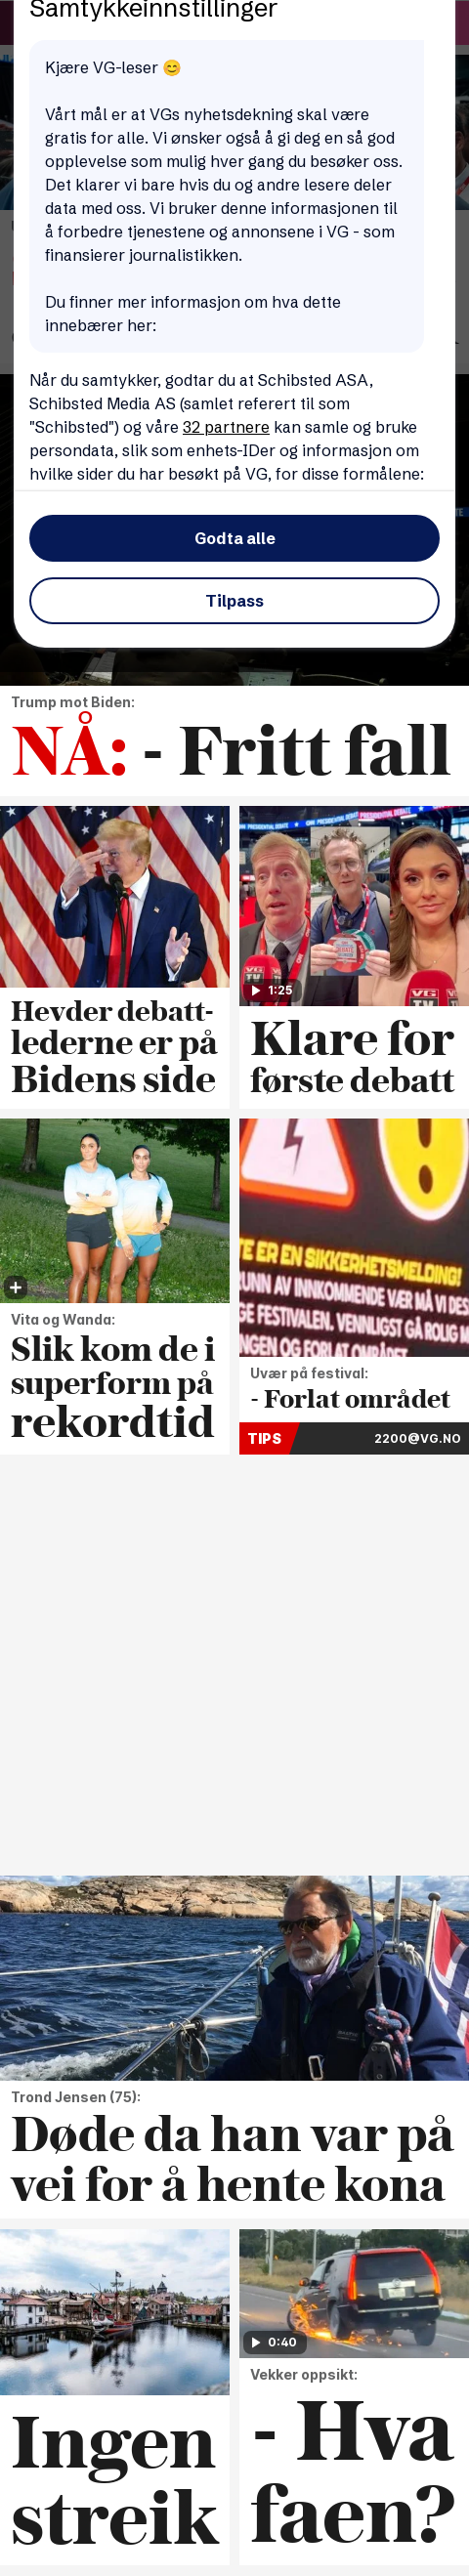 Samtykkeinnstillinger
Kjære VG-leser 😊
Vårt mål er at VGs nyhetsdekning skal være
gratis for alle. Vi ønsker også å gi deg en så god
opplevelse som mulig hver gang du besøker oss.
Det klarer vi bare hvis du og andre lesere deler
data med oss. Vi bruker denne informasjonen til
å forbedre tjenestene og annonsene i VG - som
finansierer journalistikken.
Du finner mer informasjon om hva dette
innebærer her:
Når du samtykker, godtar du at Schibsted ASA,
Schibsted Media AS (samlet referert til som
"Schibsted") og våre 32 partnere kan samle og bruke
persondata, slik som enhets-IDer og informasjon om
hvilke sider du har besøkt på VG, for disse formålene:
Godta alle
Tilpass
Trump mot Biden:
NÅ: - Fritt fall
PRESIDENTIAL DEBATE
VG
TV
1:25
Hevder debatt-
lederne er på
Bidens side
Klare for
første debatt
TE ER EN SIKKERHETSMELDING!
RUNN AV INNKOMMENDE VÆR MÅ VI
GE FESTIVALEN. VENNLIGST GÅ ROLIG
NGEN OG FORLAT OMRÅDET
Vita og Wanda:
Slik kom de i
superform på
rekordtid
Uvær på festival:
- Forlat området
TIPS 2200@VG.NO
Trond Jensen (75):
Døde da han var på
vei for å hente kona
0:40
Ingen
streik
Vekker oppsikt:
- Hva
faen?